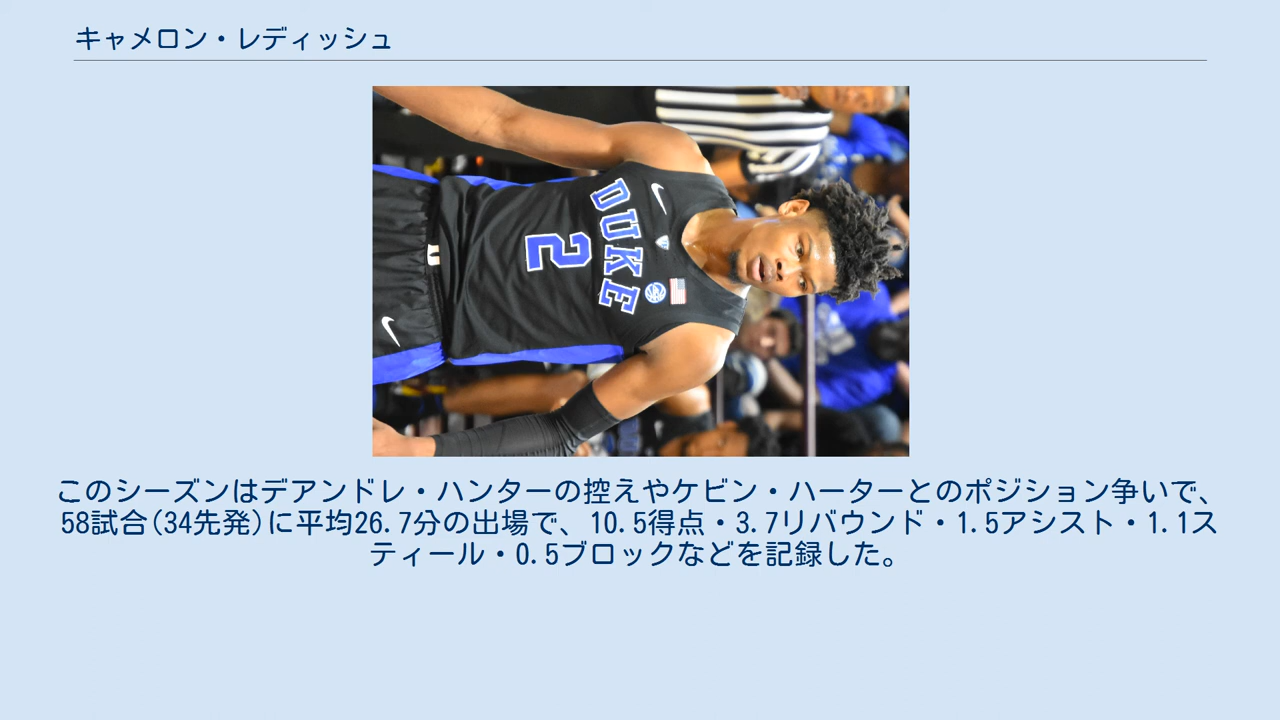 キャメロン・レディッシュ
DUKE
2
このシーズンはデアンドレ・ハンターの控えやケビン・ハーターとのポジション争いで、
58試合(34先発)に平均26.7分の出場で、10.5得点・3.7リバウンド・1.5アシスト・1.1ス
ティール・0.5ブロックなどを記録した。